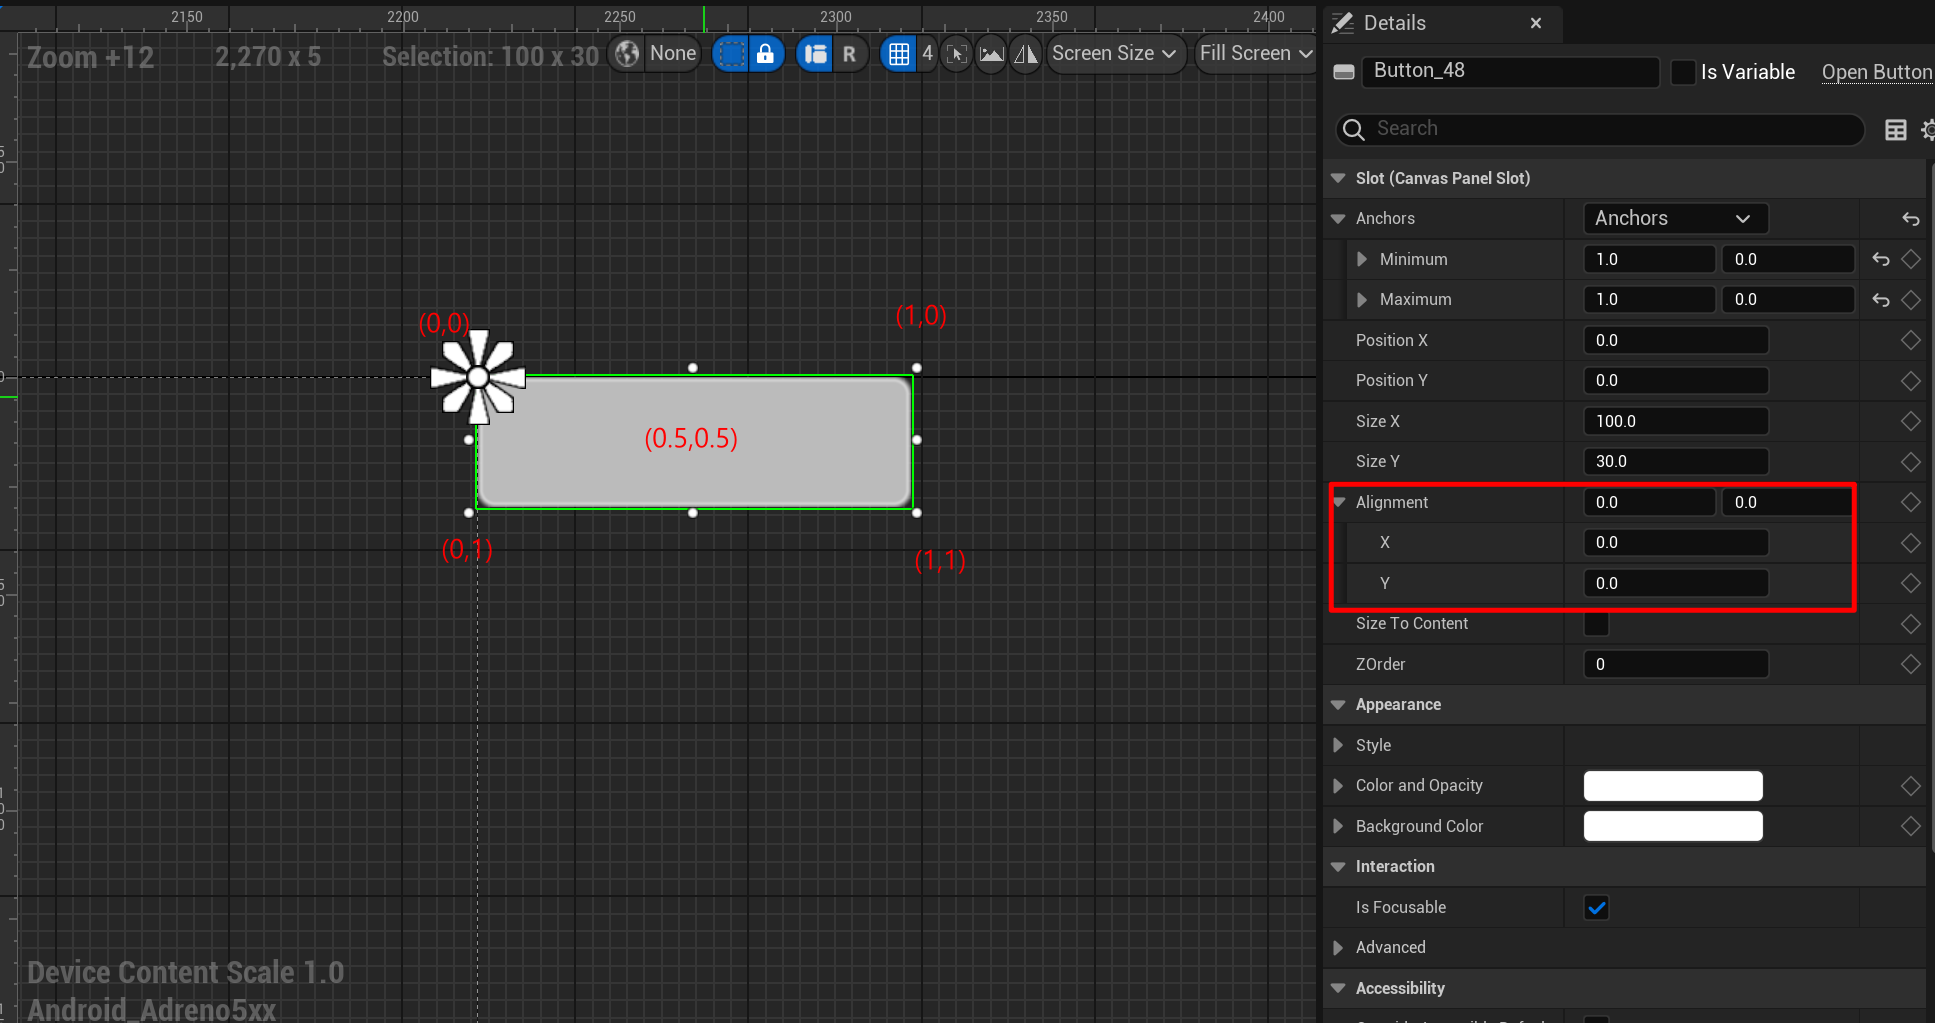 2150 2200 2250 2300 2350 2400
Zoom +12 2,270 x 5 Selection: 100 x 30 None R 4 Screen Size Fill Screen
Details
Button_48 Is Variable Open Button
Search
Slot (Canvas Panel Slot)
Anchors Anchors
Minimum 1.0 0.0
Maximum 1.0 0.0
Position X 0.0
Position Y 0.0
Size X 100.0
Size Y 30.0
Alignment 0.0 0.0
X 0.0
Y 0.0
Size To Content
ZOrder 0
Appearance
Style
Color and Opacity
Background Color
Interaction
Is Focusable
Advanced
Accessibility
(0,0) (1,0)
(0.5,0.5)
(0,1) (1,1)
Device Content Scale 1.0
Android_Adreno5xx